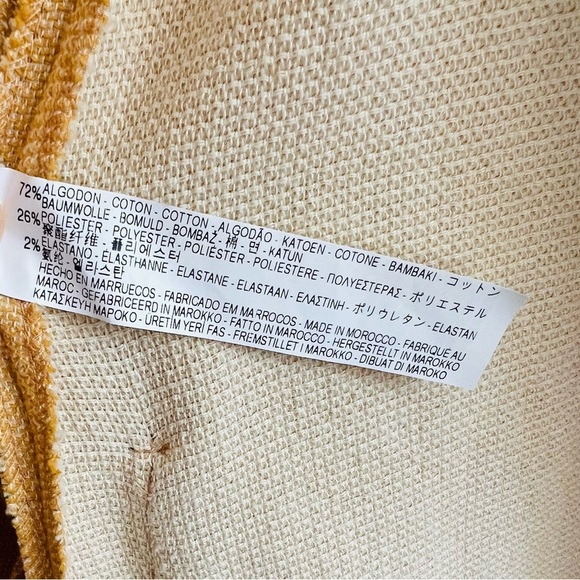 72% ALGODON - COTON - COTTON - ALGODÃO - KATOEN - COTONE - BAMBAKI - コットン
BAUMWOLLE - BOMULD - BOMBAŽ - 棉 - 면 - KATUN
26% POLIESTER - POLYESTER - POLIÉSTER - POLIESTERE - ΠΟΛΥΕΣΤΕΡΑΣ - ポリエステル
聚酯纤维 - 폴리에스터
2% ELASTANO - ELASTHANNE - ELASTANE - ELASTAAN - ΕΛΑΣΤΙΝΗ - ポリウレタン - ELASTAN
氨纶 - 엘라스탄
HECHO EN MARRUECOS - FABRICADO EM MARROCOS - MADE IN MOROCCO - FABRIQUE AU
MAROC - GEFABRICEERD IN MAROKKO - FATTO IN MAROCCO - HERGESTELLT IN MAROKKO
ΚΑΤΑΣΚΕΥΗ ΜΑΡΟΚΟ - URETIM YERI FAS - FREMSTILLET I MAROKKO - DIBUAT DI MAROKO